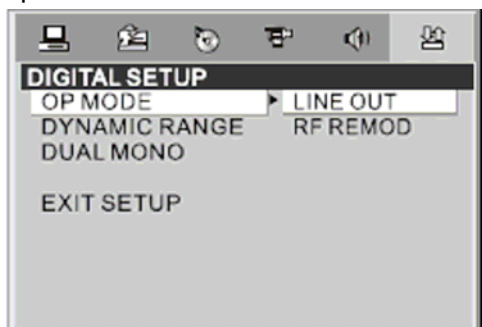 DIGITAL SETUP
OP MODE LINE OUT
DYNAMIC RANGE RF REMOD
DUAL MONO
EXIT SETUP